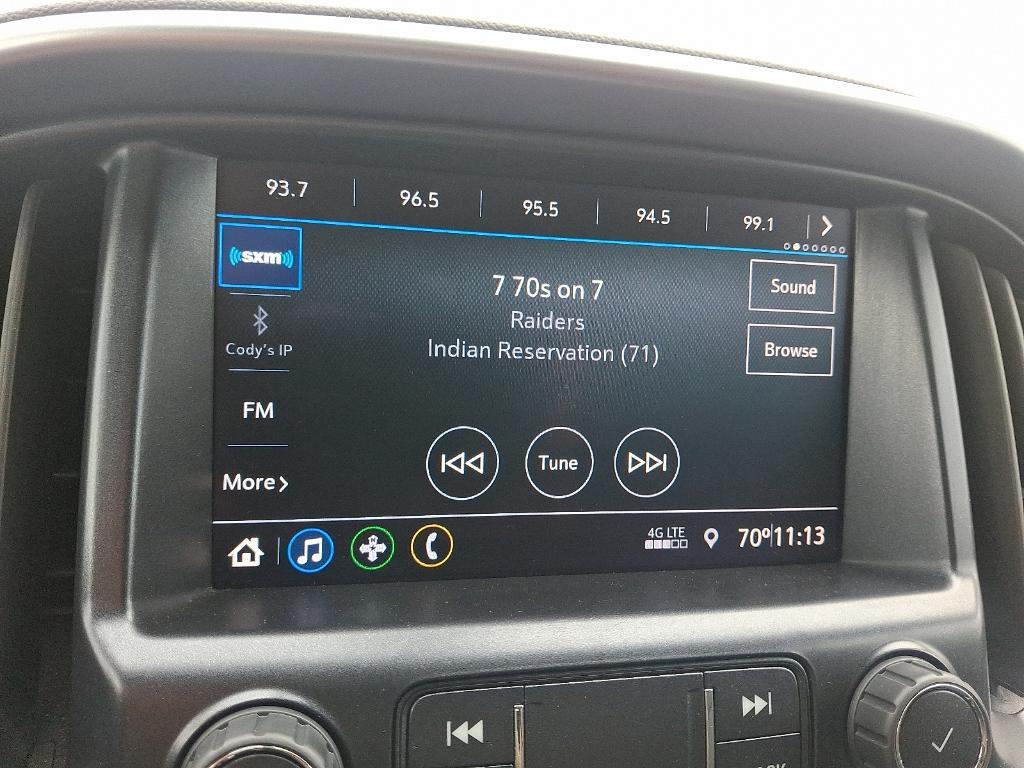 93.7 96.5 95.5 94.5 99.1
sxm
7 70s on 7
Sound
Raiders
Cody's IP
Indian Reservation (71)
Browse
FM
More
Tune
4G LTE
70° 11:13